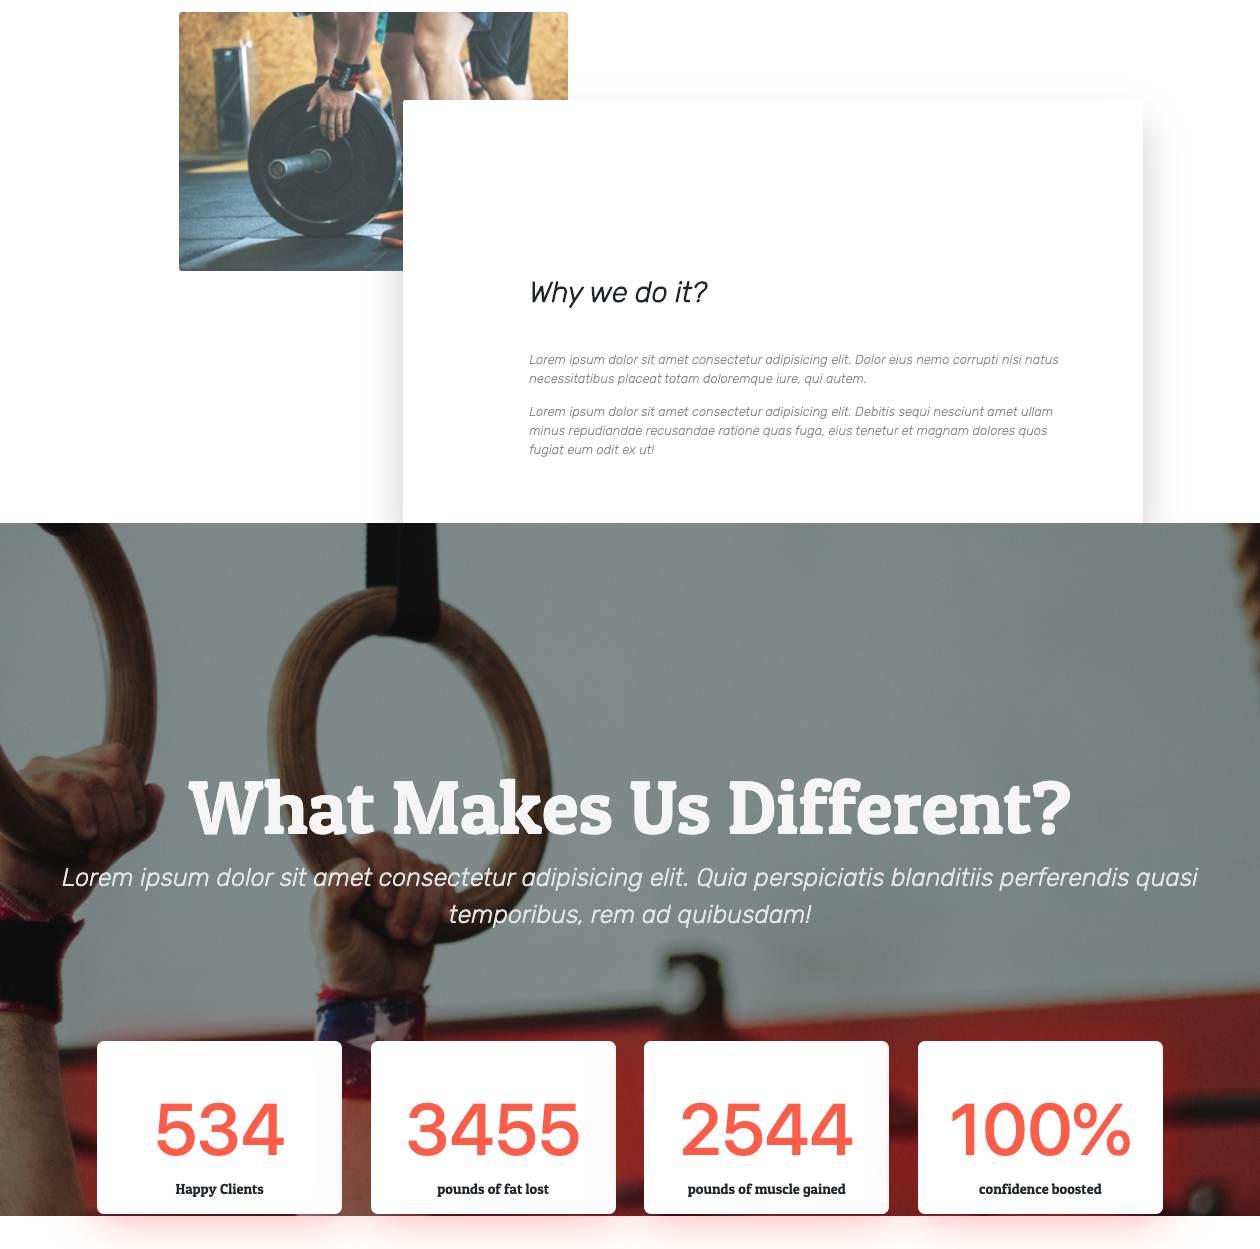 Why we do it?
Lorem ipsum dolor sit amet consectetur adipisicing elit. Dolor eius nemo corrupti nisi natus
necessitatibus placeat totam doloremque iure, qui autem.
Lorem ipsum dolor sit amet consectetur adipisicing elit. Debitis sequi nesciunt amet ullam
minus repudiandae recusandae ratione quas fuga, eius tenetur et magnam dolores quos
fugiat eum odit ex ut!
What Makes Us Different?
Lorem ipsum dolor sit amet consectetur adipisicing elit. Quia perspiciatis blanditiis perferendis quasi
temporibus, rem ad quibusdam!
534
Happy Clients
3455
pounds of fat lost
2544
pounds of muscle gained
100%
confidence boosted